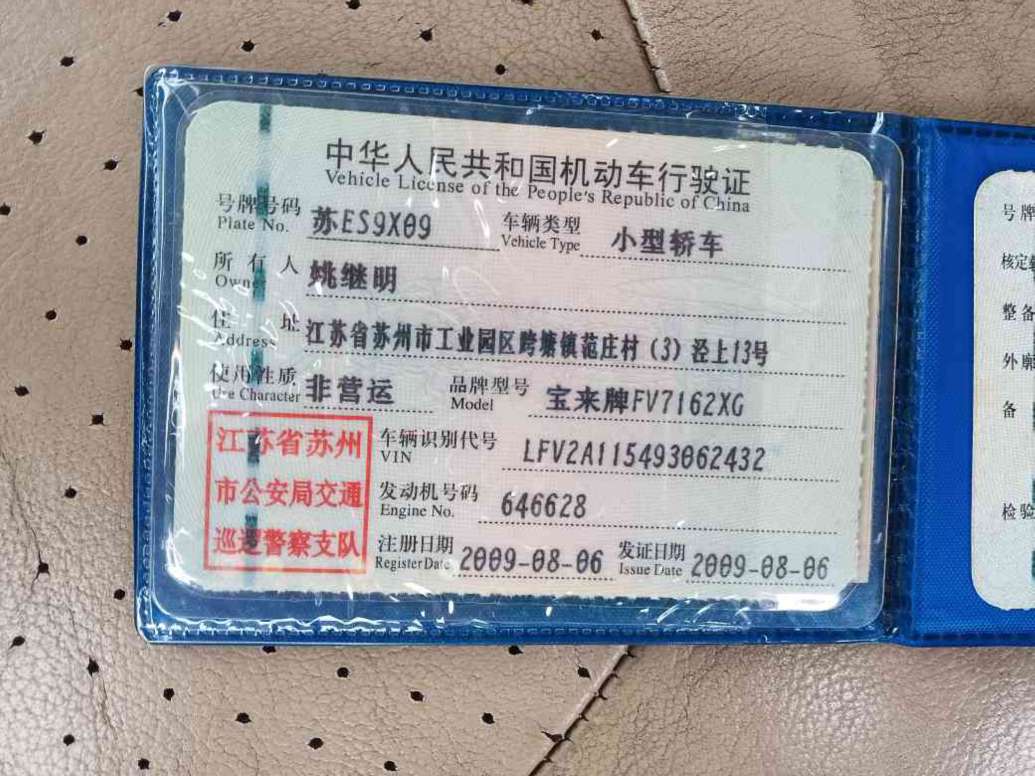 中华人民共和国机动车行驶证
Vehicle License of the People's Republic of China
号牌号码 Plate No. 苏ES9X09 车辆类型 Vehicle Type 小型轿车
所有人 Owner 姚继明
住址 Address 江苏省苏州市工业园区跨塘镇范庄村（3）泾上13号
使用性质 Use Character 非营运 品牌型号 Model 宝来牌FV7162XG
江苏省苏州
市公安局交通
巡逻警察支队
车辆识别代号 VIN LFV2A115493062432
发动机号码 Engine No. 646628
注册日期 Register Date 2009-08-06 发证日期 Issue Date 2009-08-06
号牌
核定
整备
外廓
备
检验